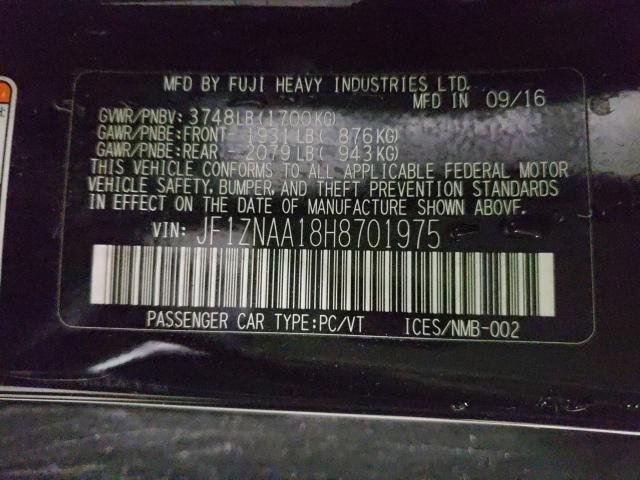 MFD BY FUJI HEAVY INDUSTRIES LTD.
MFD IN 09/16
GVWR/PNBV: 3748LB(1700KG)
GAWR/PNBE:FRONT- 1931LB( 876KG)
GAWR/PNBE:REAR - 2079LB( 943KG)
THIS VEHICLE CONFORMS TO ALL APPLICABLE FEDERAL MOTOR
VEHICLE SAFETY, BUMPER, AND THEFT PREVENTION STANDARDS
IN EFFECT ON THE DATE OF MANUFACTURE SHOWN ABOVE.
VIN: JF1ZNAA18H8701975
PASSENGER CAR TYPE:PC/VT ICES/NMB-002